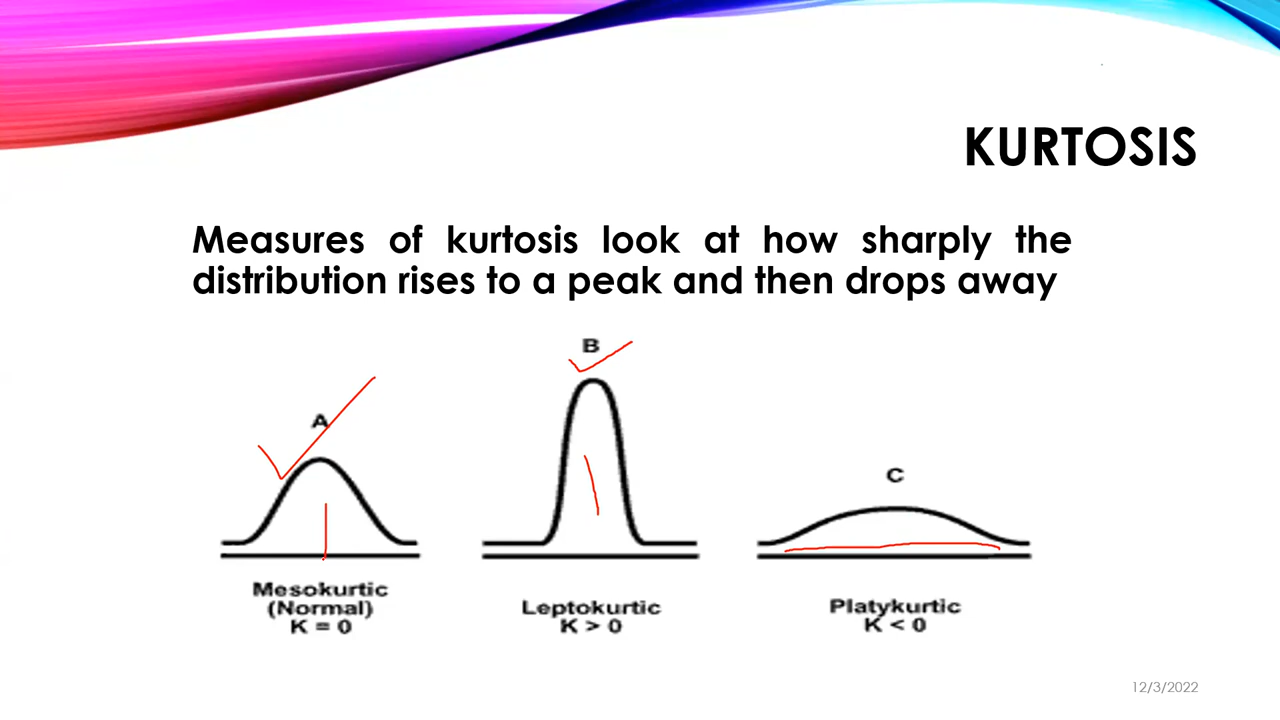 KURTOSIS
Measures of kurtosis look at how sharply the
distribution rises to a peak and then drops away
A
B
C
Mesokurtic
(Normal)
K = 0
Leptokurtic
K > 0
Platykurtic
K < 0
12/3/2022